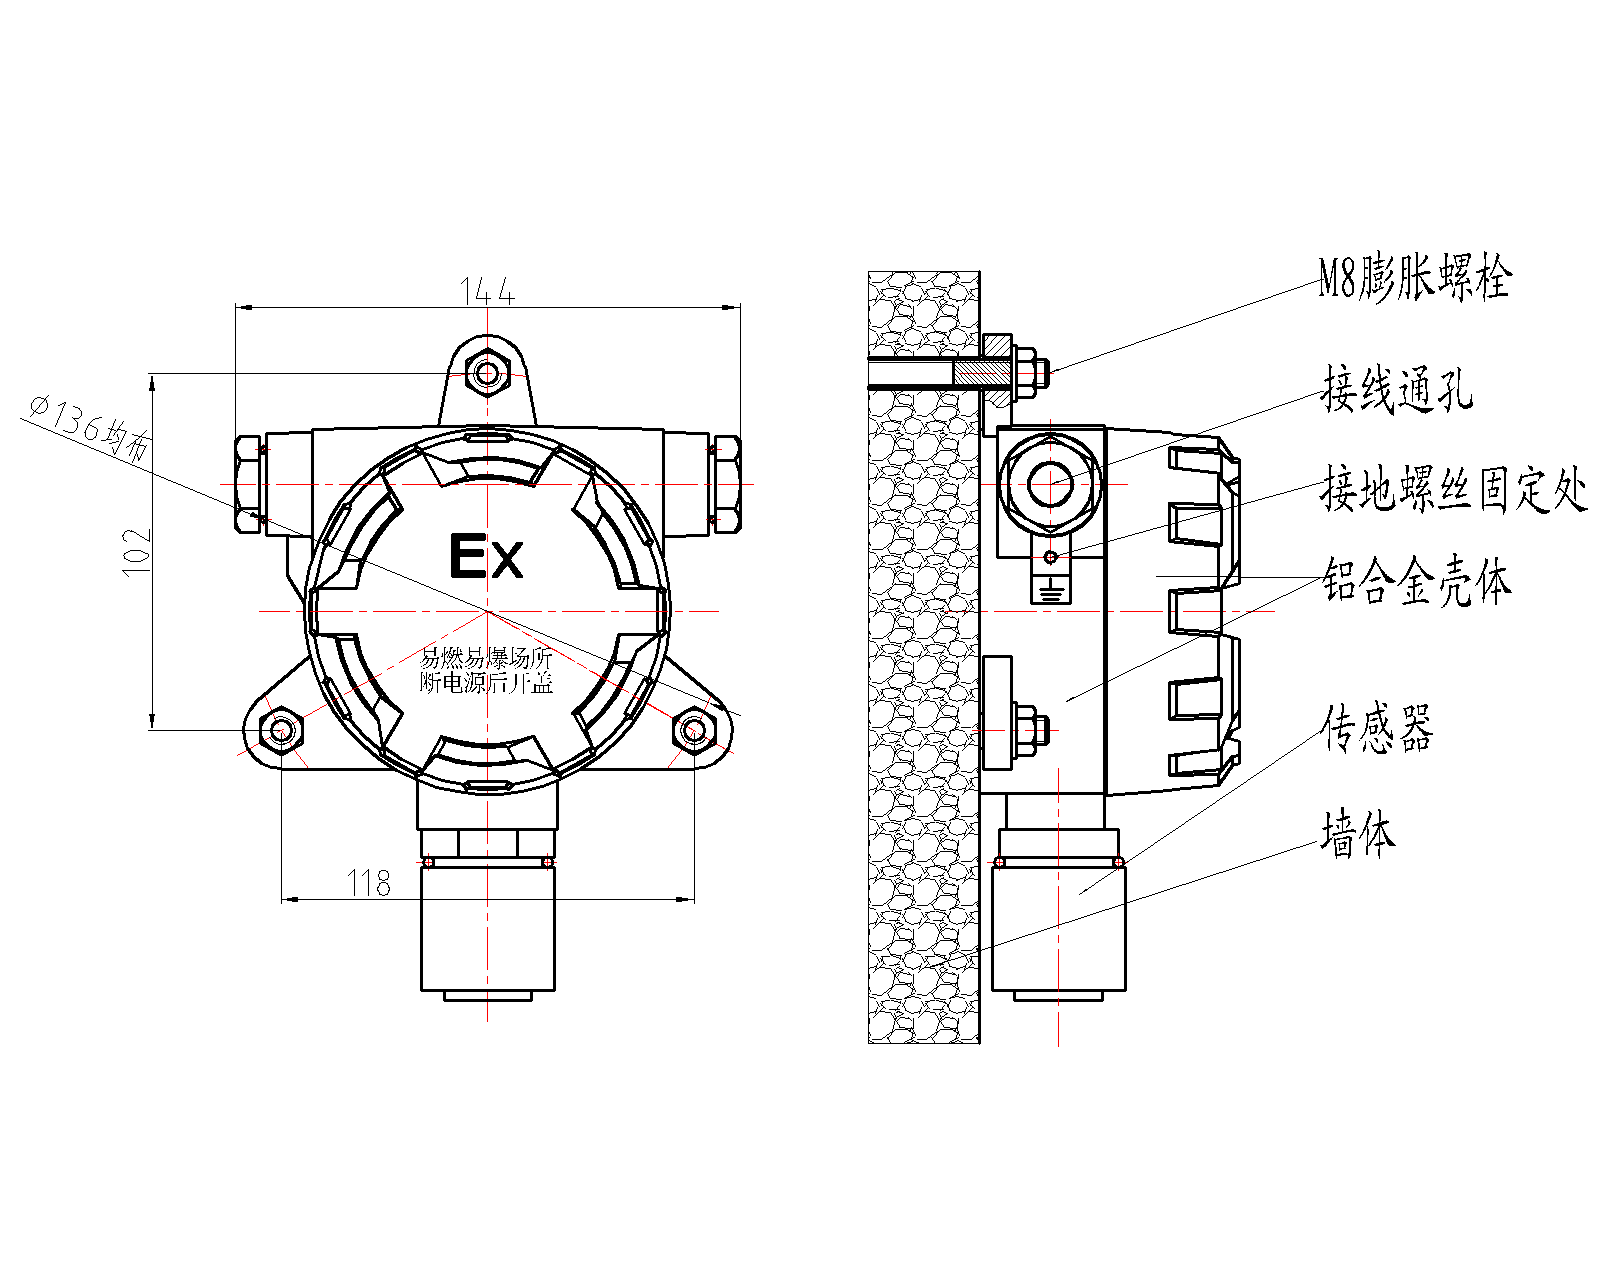 144
ϕ136均布
102
Ex
易燃易爆场所
断电源后开盖
118
M8膨胀螺栓
接线通孔
接地螺丝固定处
铝合金壳体
传感器
墙体